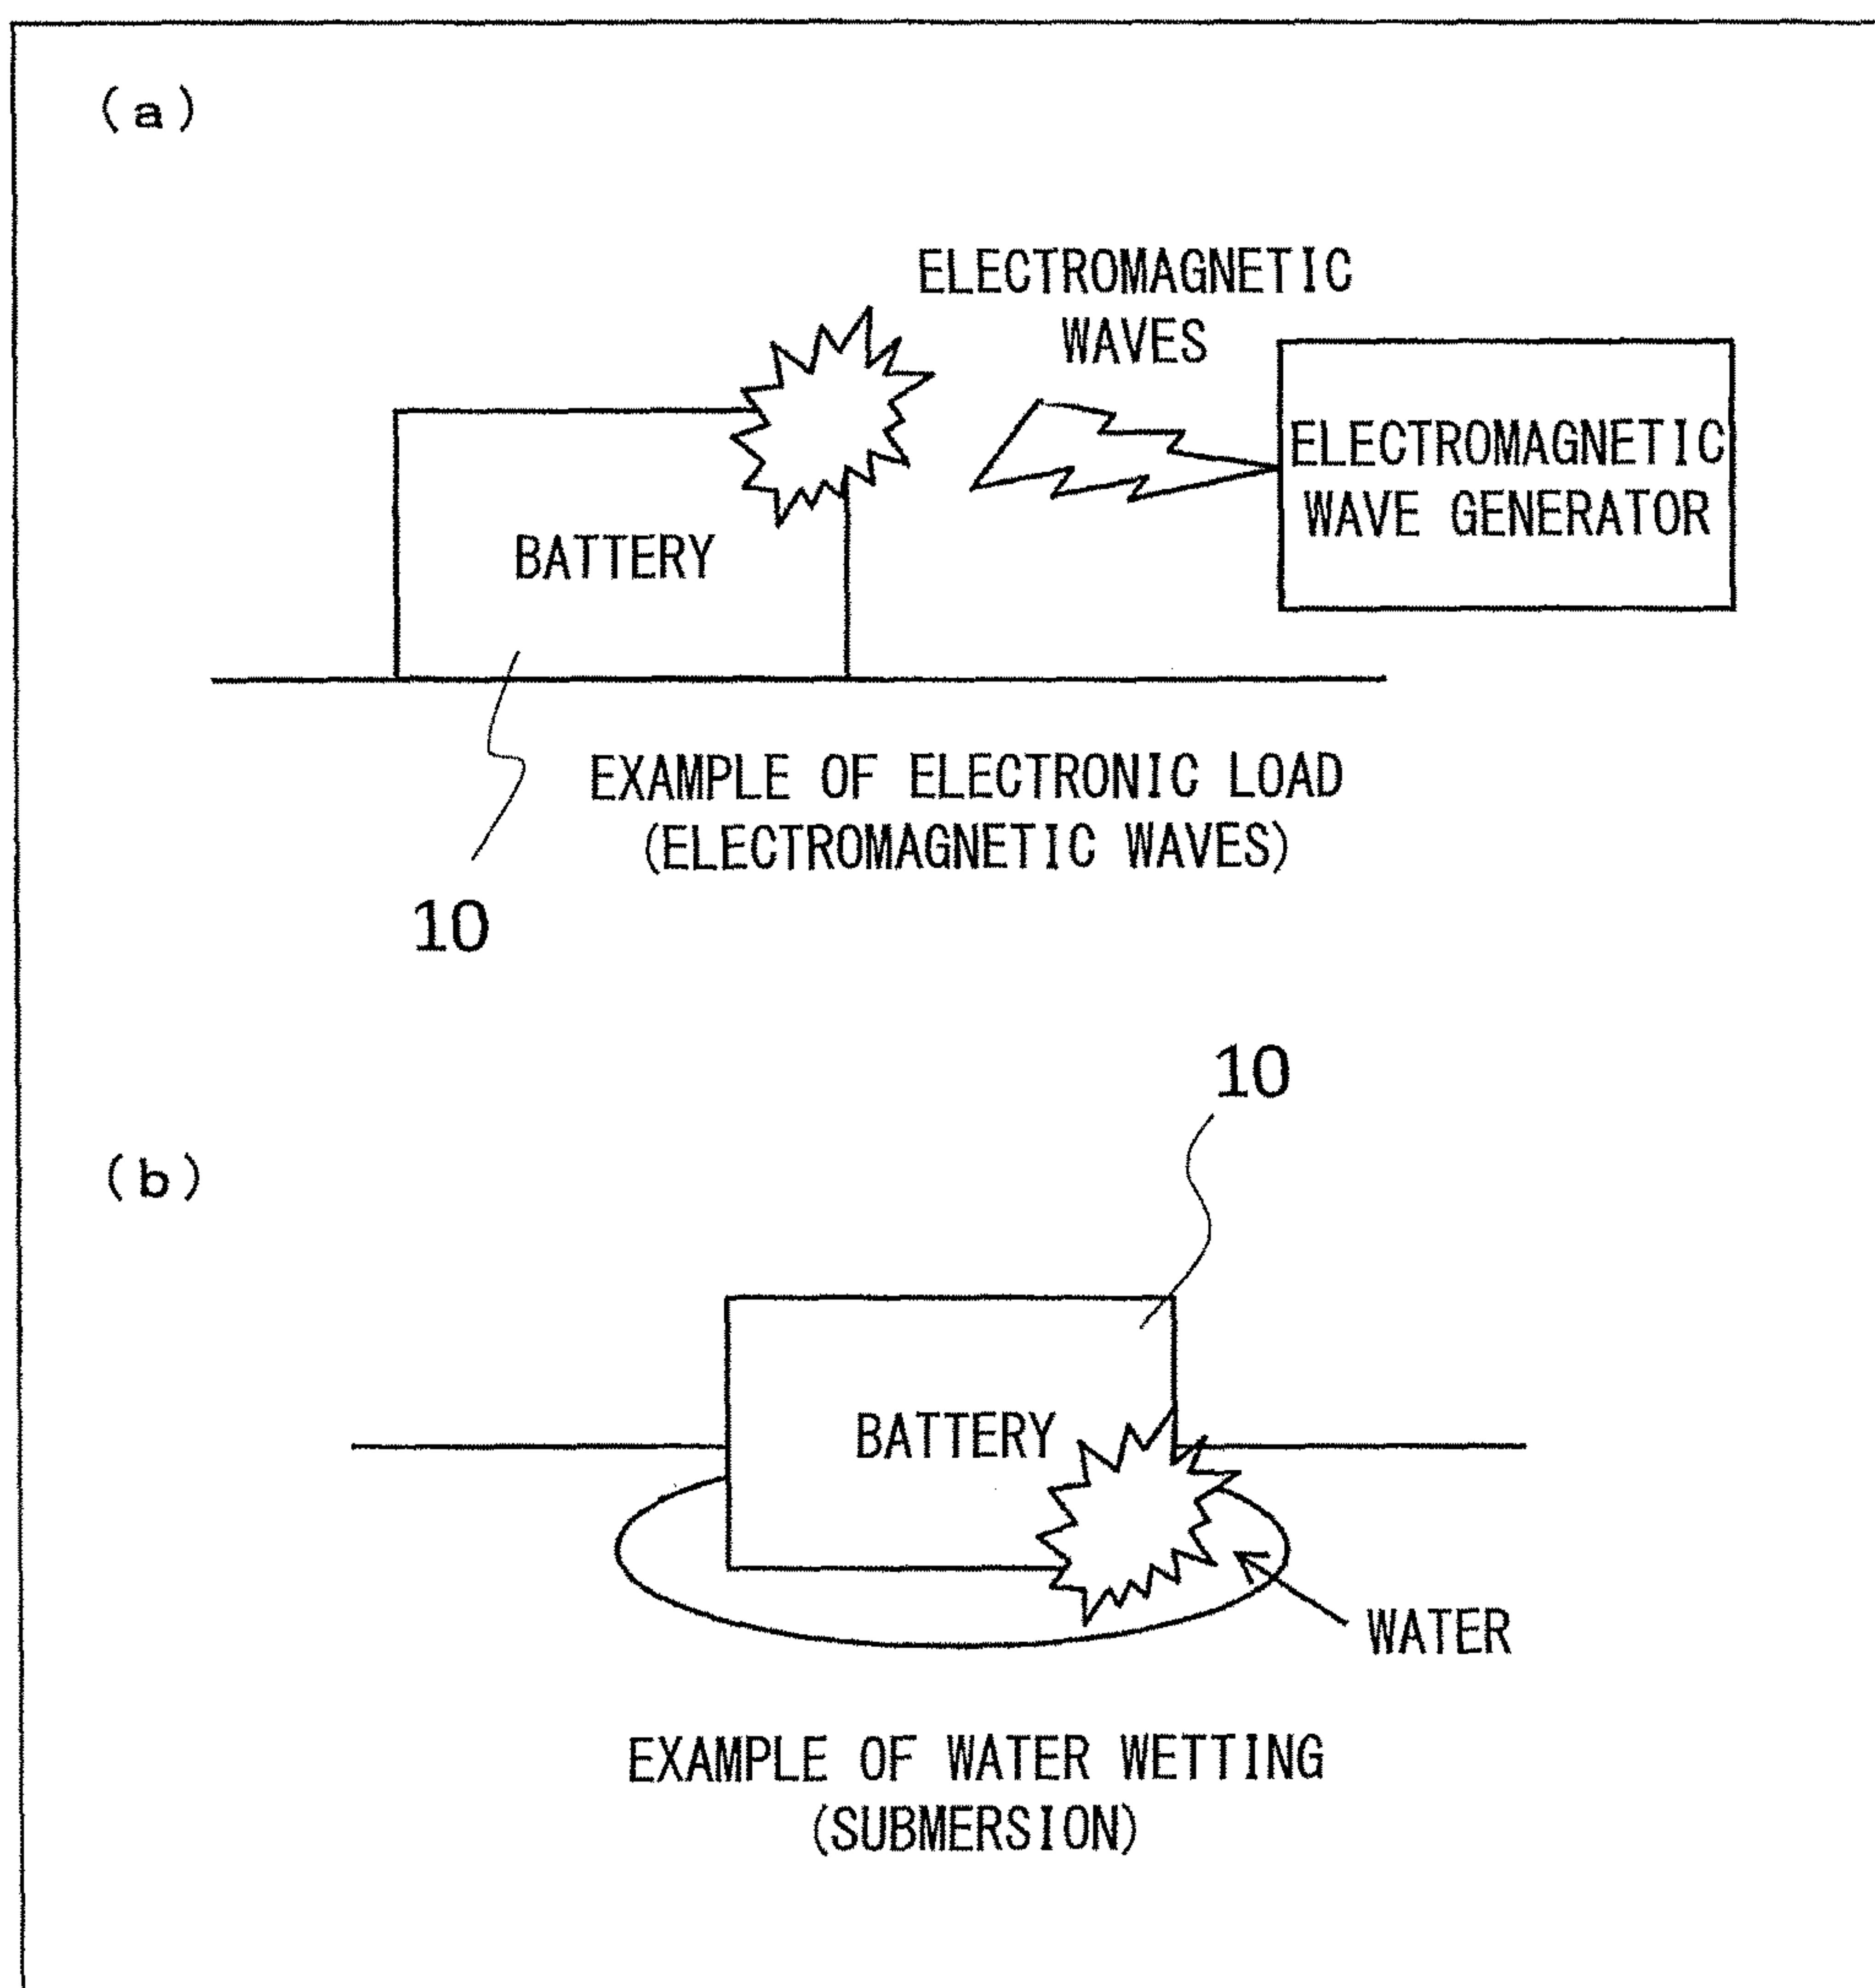 (a)
ELECTROMAGNETIC
WAVES
ELECTROMAGNETIC
WAVE GENERATOR
BATTERY
EXAMPLE OF ELECTRONIC LOAD
(ELECTROMAGNETIC WAVES)
10
10
(b)
BATTERY
WATER
EXAMPLE OF WATER WETTING
(SUBMERSION)